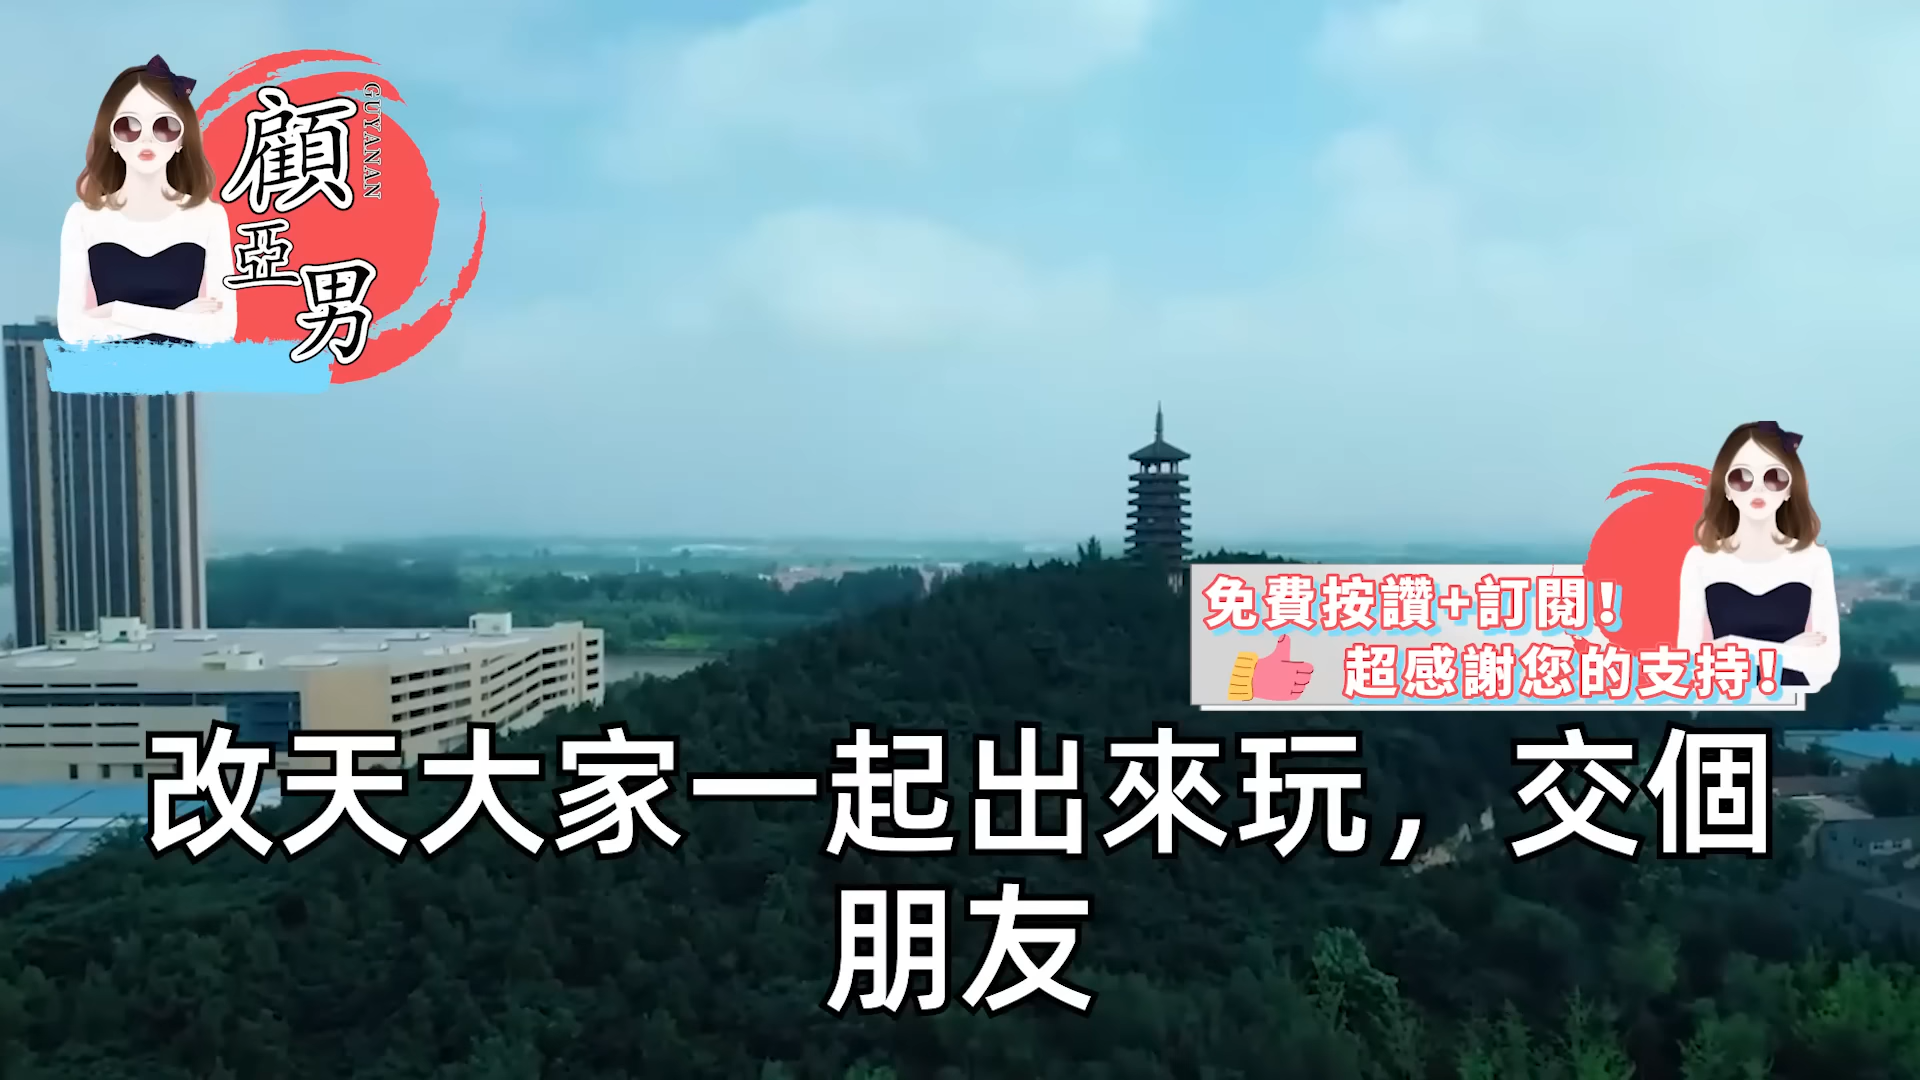 顧亞男
GUYANAN
免費按讚+訂閱！
超感謝您的支持！
改天大家一起出來玩，交個
朋友